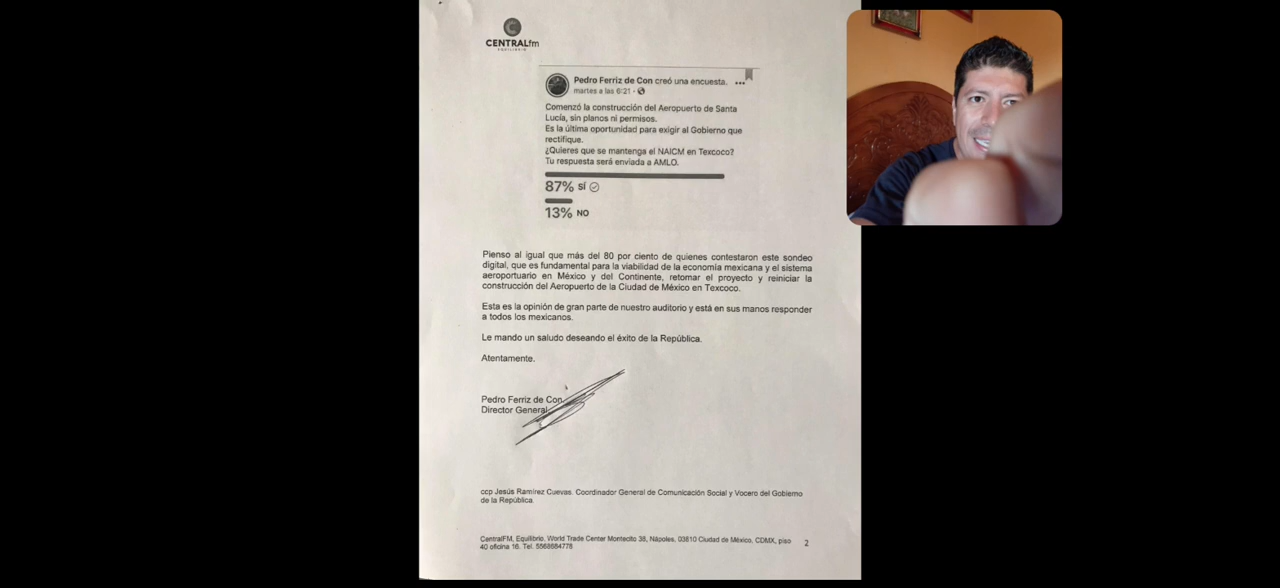 CENTRALfm
EQUILIBRIO
Pedro Ferriz de Con creó una encuesta.
martes a las 6:21 ·
Comenzó la construcción del Aeropuerto de Santa
Lucía, sin planos ni permisos.
Es la última oportunidad para exigir al Gobierno que
rectifique.
¿Quieres que se mantenga el NAICM en Texcoco?
Tu respuesta será enviada a AMLO.
87% SÍ
13% NO
Pienso al igual que más del 80 por ciento de quienes contestaron este sondeo
digital, que es fundamental para la viabilidad de la economía mexicana y el sistema
aeroportuario en México y del Continente, retomar el proyecto y reiniciar la
construcción del Aeropuerto de la Ciudad de México en Texcoco.
Esta es la opinión de gran parte de nuestro auditorio y está en sus manos responder
a todos los mexicanos.
Le mando un saludo deseando el éxito de la República.
Atentamente.
Pedro Ferriz de Con
Director General
ccp Jesús Ramírez Cuevas. Coordinador General de Comunicación Social y Vocero del Gobierno
de la República.
CentralFM, Equilibrio. World Trade Center Montecito 38, Nápoles, 03810 Ciudad de México, CDMX, piso
40 oficina 16. Tel. 5568684778
2